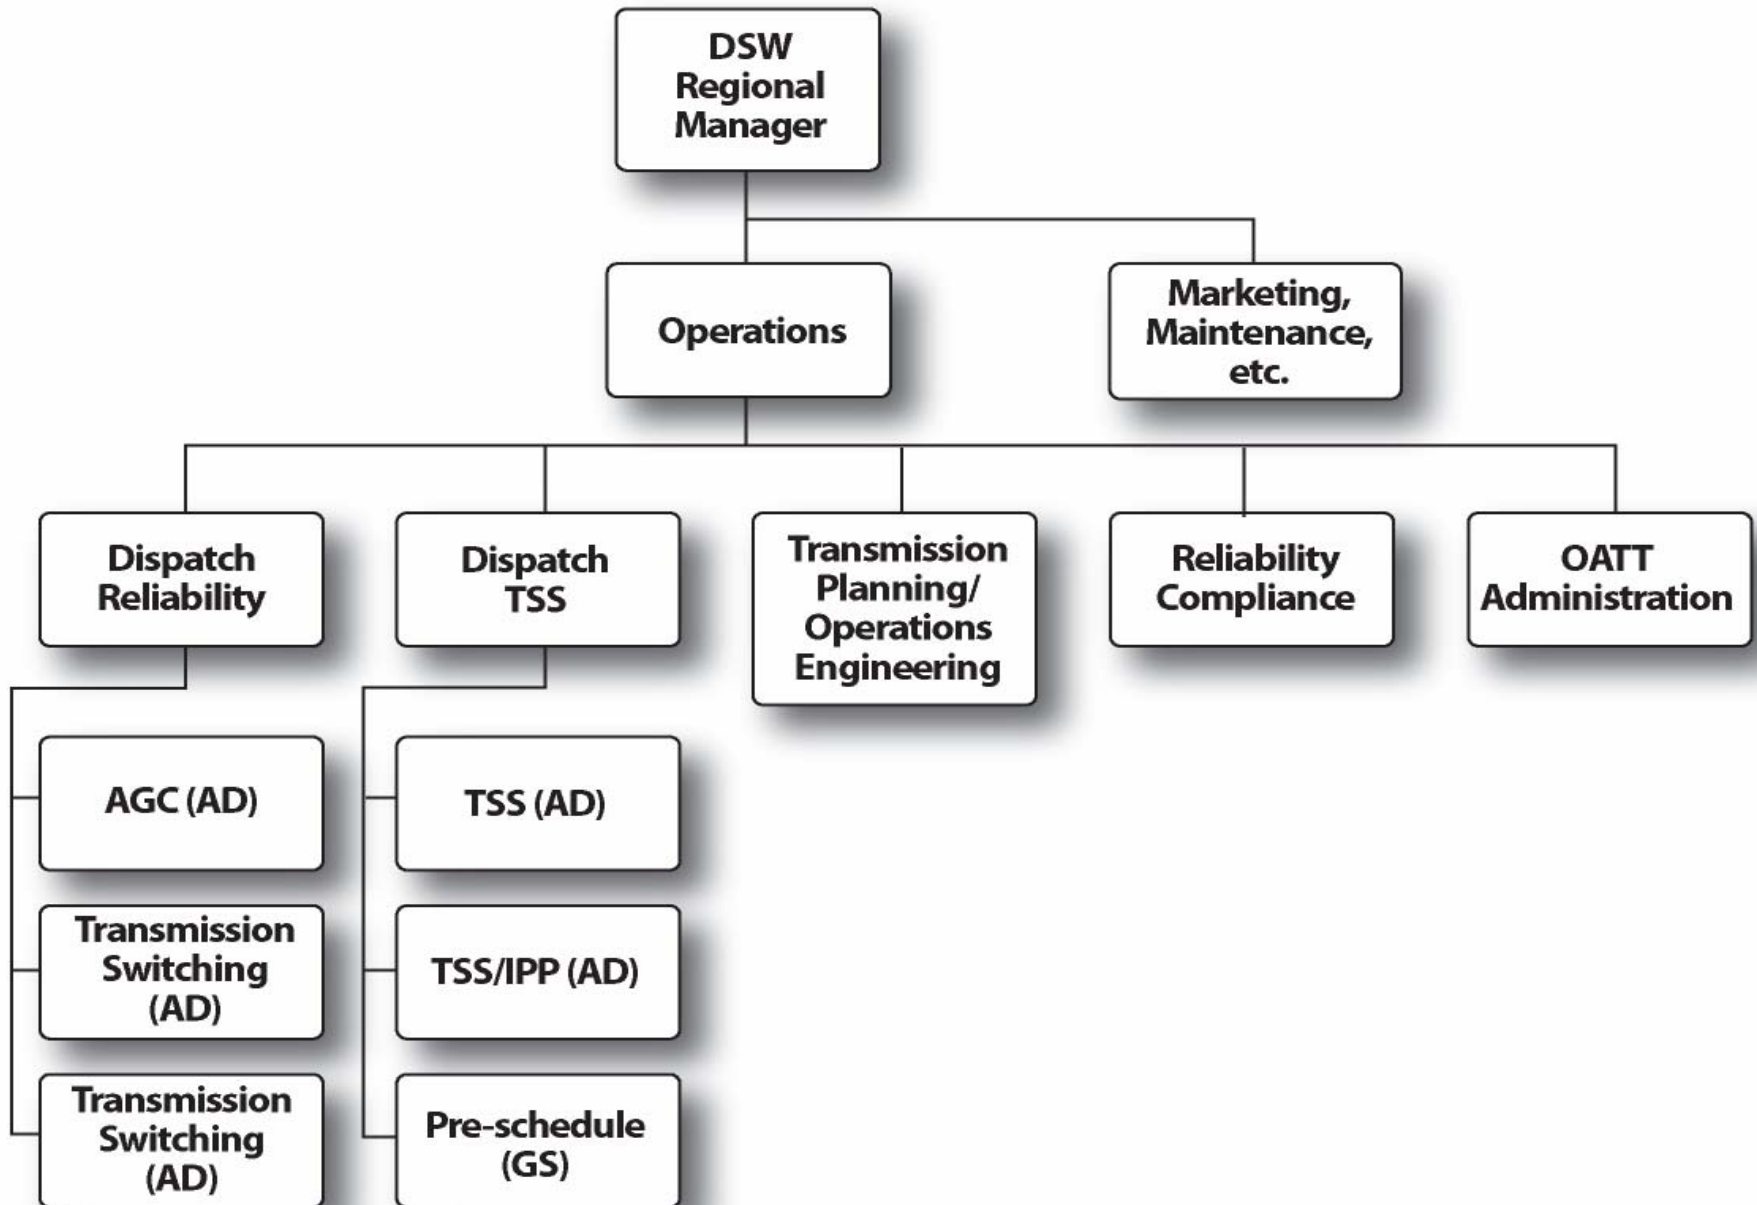 DSW
Regional
Manager
Operations
Marketing,
Maintenance,
etc.
Dispatch
Reliability
Dispatch
TSS
Transmission
Planning/
Operations
Engineering
Reliability
Compliance
OATT
Administration
AGC (AD)
TSS (AD)
Transmission
Switching
(AD)
TSS/IPP (AD)
Transmission
Switching
(AD)
Pre-schedule
(GS)